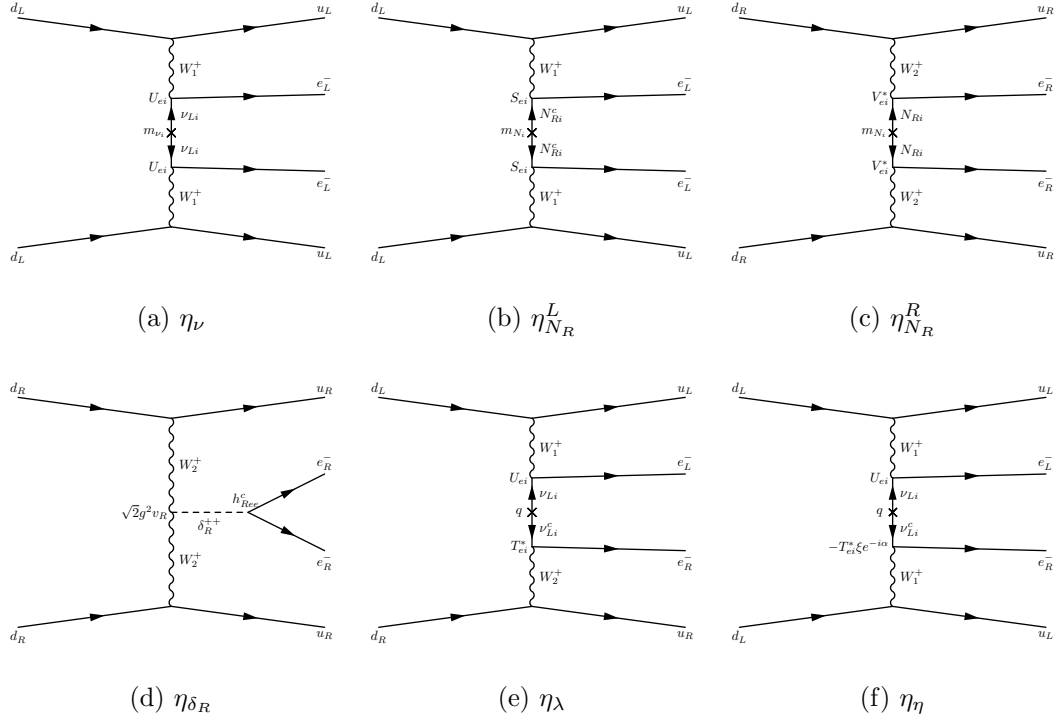 d_L u_L
W_1^+
U_{ei} e_L^-
ν_{Li}
m_{ν_i}
ν_{Li}
U_{ei} e_L^-
W_1^+
d_L u_L
(a) η_ν
d_L u_L
W_1^+
S_{ei} e_L^-
N_{Ri}^c
m_{N_i}
N_{Ri}^c
S_{ei} e_L^-
W_1^+
d_L u_L
(b) η_{N_R}^L
d_R u_R
W_2^+
V_{ei}^* e_R^-
N_{Ri}
m_{N_i}
N_{Ri}
V_{ei}^* e_R^-
W_2^+
d_R u_R
(c) η_{N_R}^R
d_R u_R
W_2^+
e_R^-
h_{Ree}^c
√2g^2v_R
δ_R^{++}
W_2^+
e_R^-
d_R u_R
(d) η_{δ_R}
d_L u_L
W_1^+
U_{ei} e_L^-
ν_{Li}
q
ν_{Li}^c
T_{ei}^* e_R^-
W_2^+
d_R u_R
(e) η_λ
d_L u_L
W_1^+
U_{ei} e_L^-
ν_{Li}
q
ν_{Li}^c
-T_{ei}^*ξe^{-iα} e_R^-
W_1^+
d_L u_L
(f) η_η